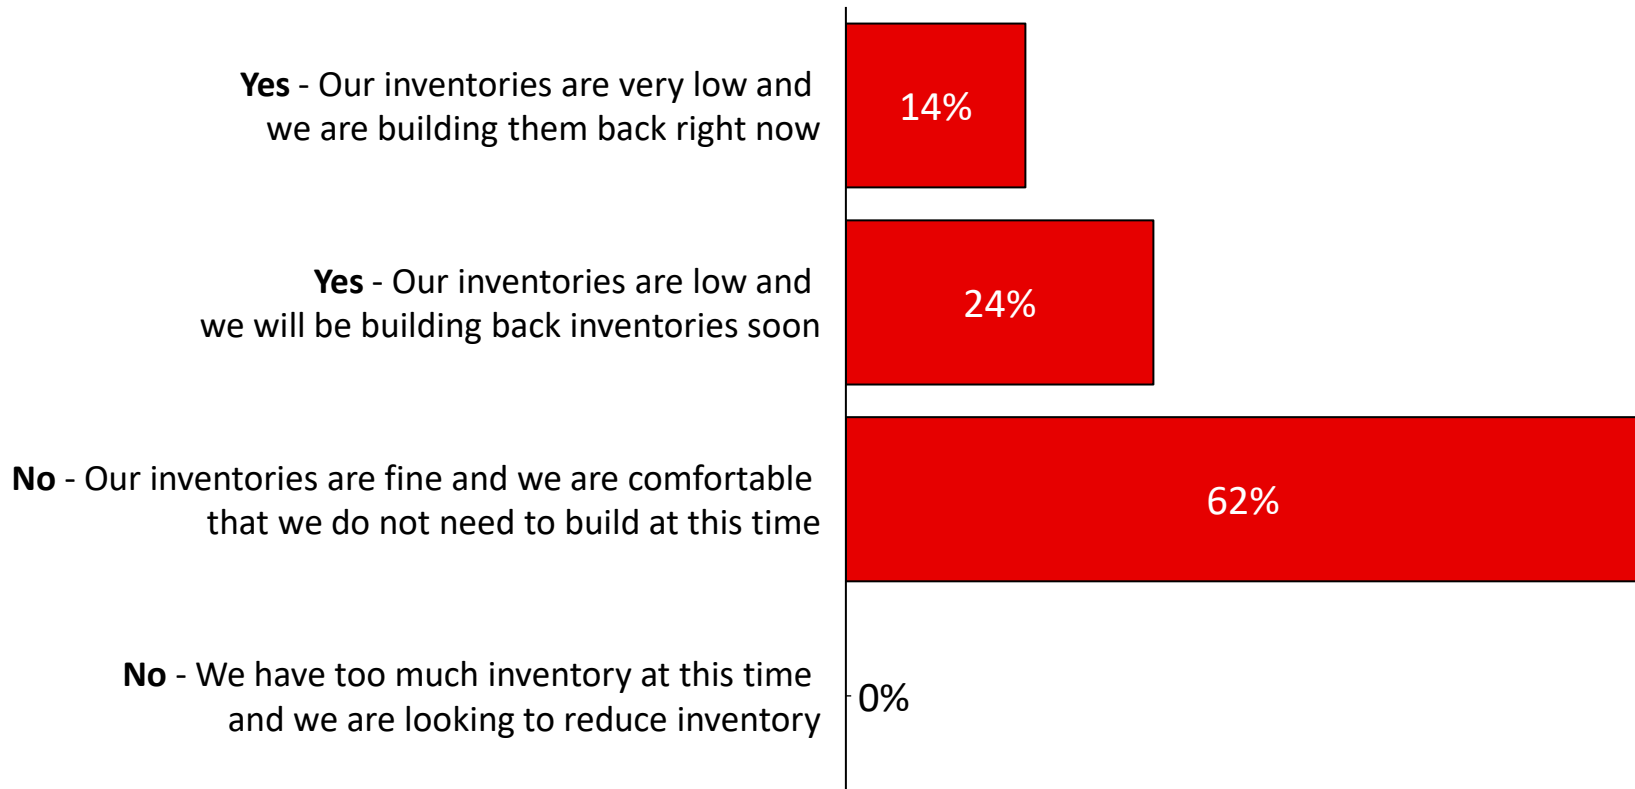 Yes - Our inventories are very low and
we are building them back right now
14%
Yes - Our inventories are low and
we will be building back inventories soon
24%
No - Our inventories are fine and we are comfortable
that we do not need to build at this time
62%
No - We have too much inventory at this time
and we are looking to reduce inventory
0%